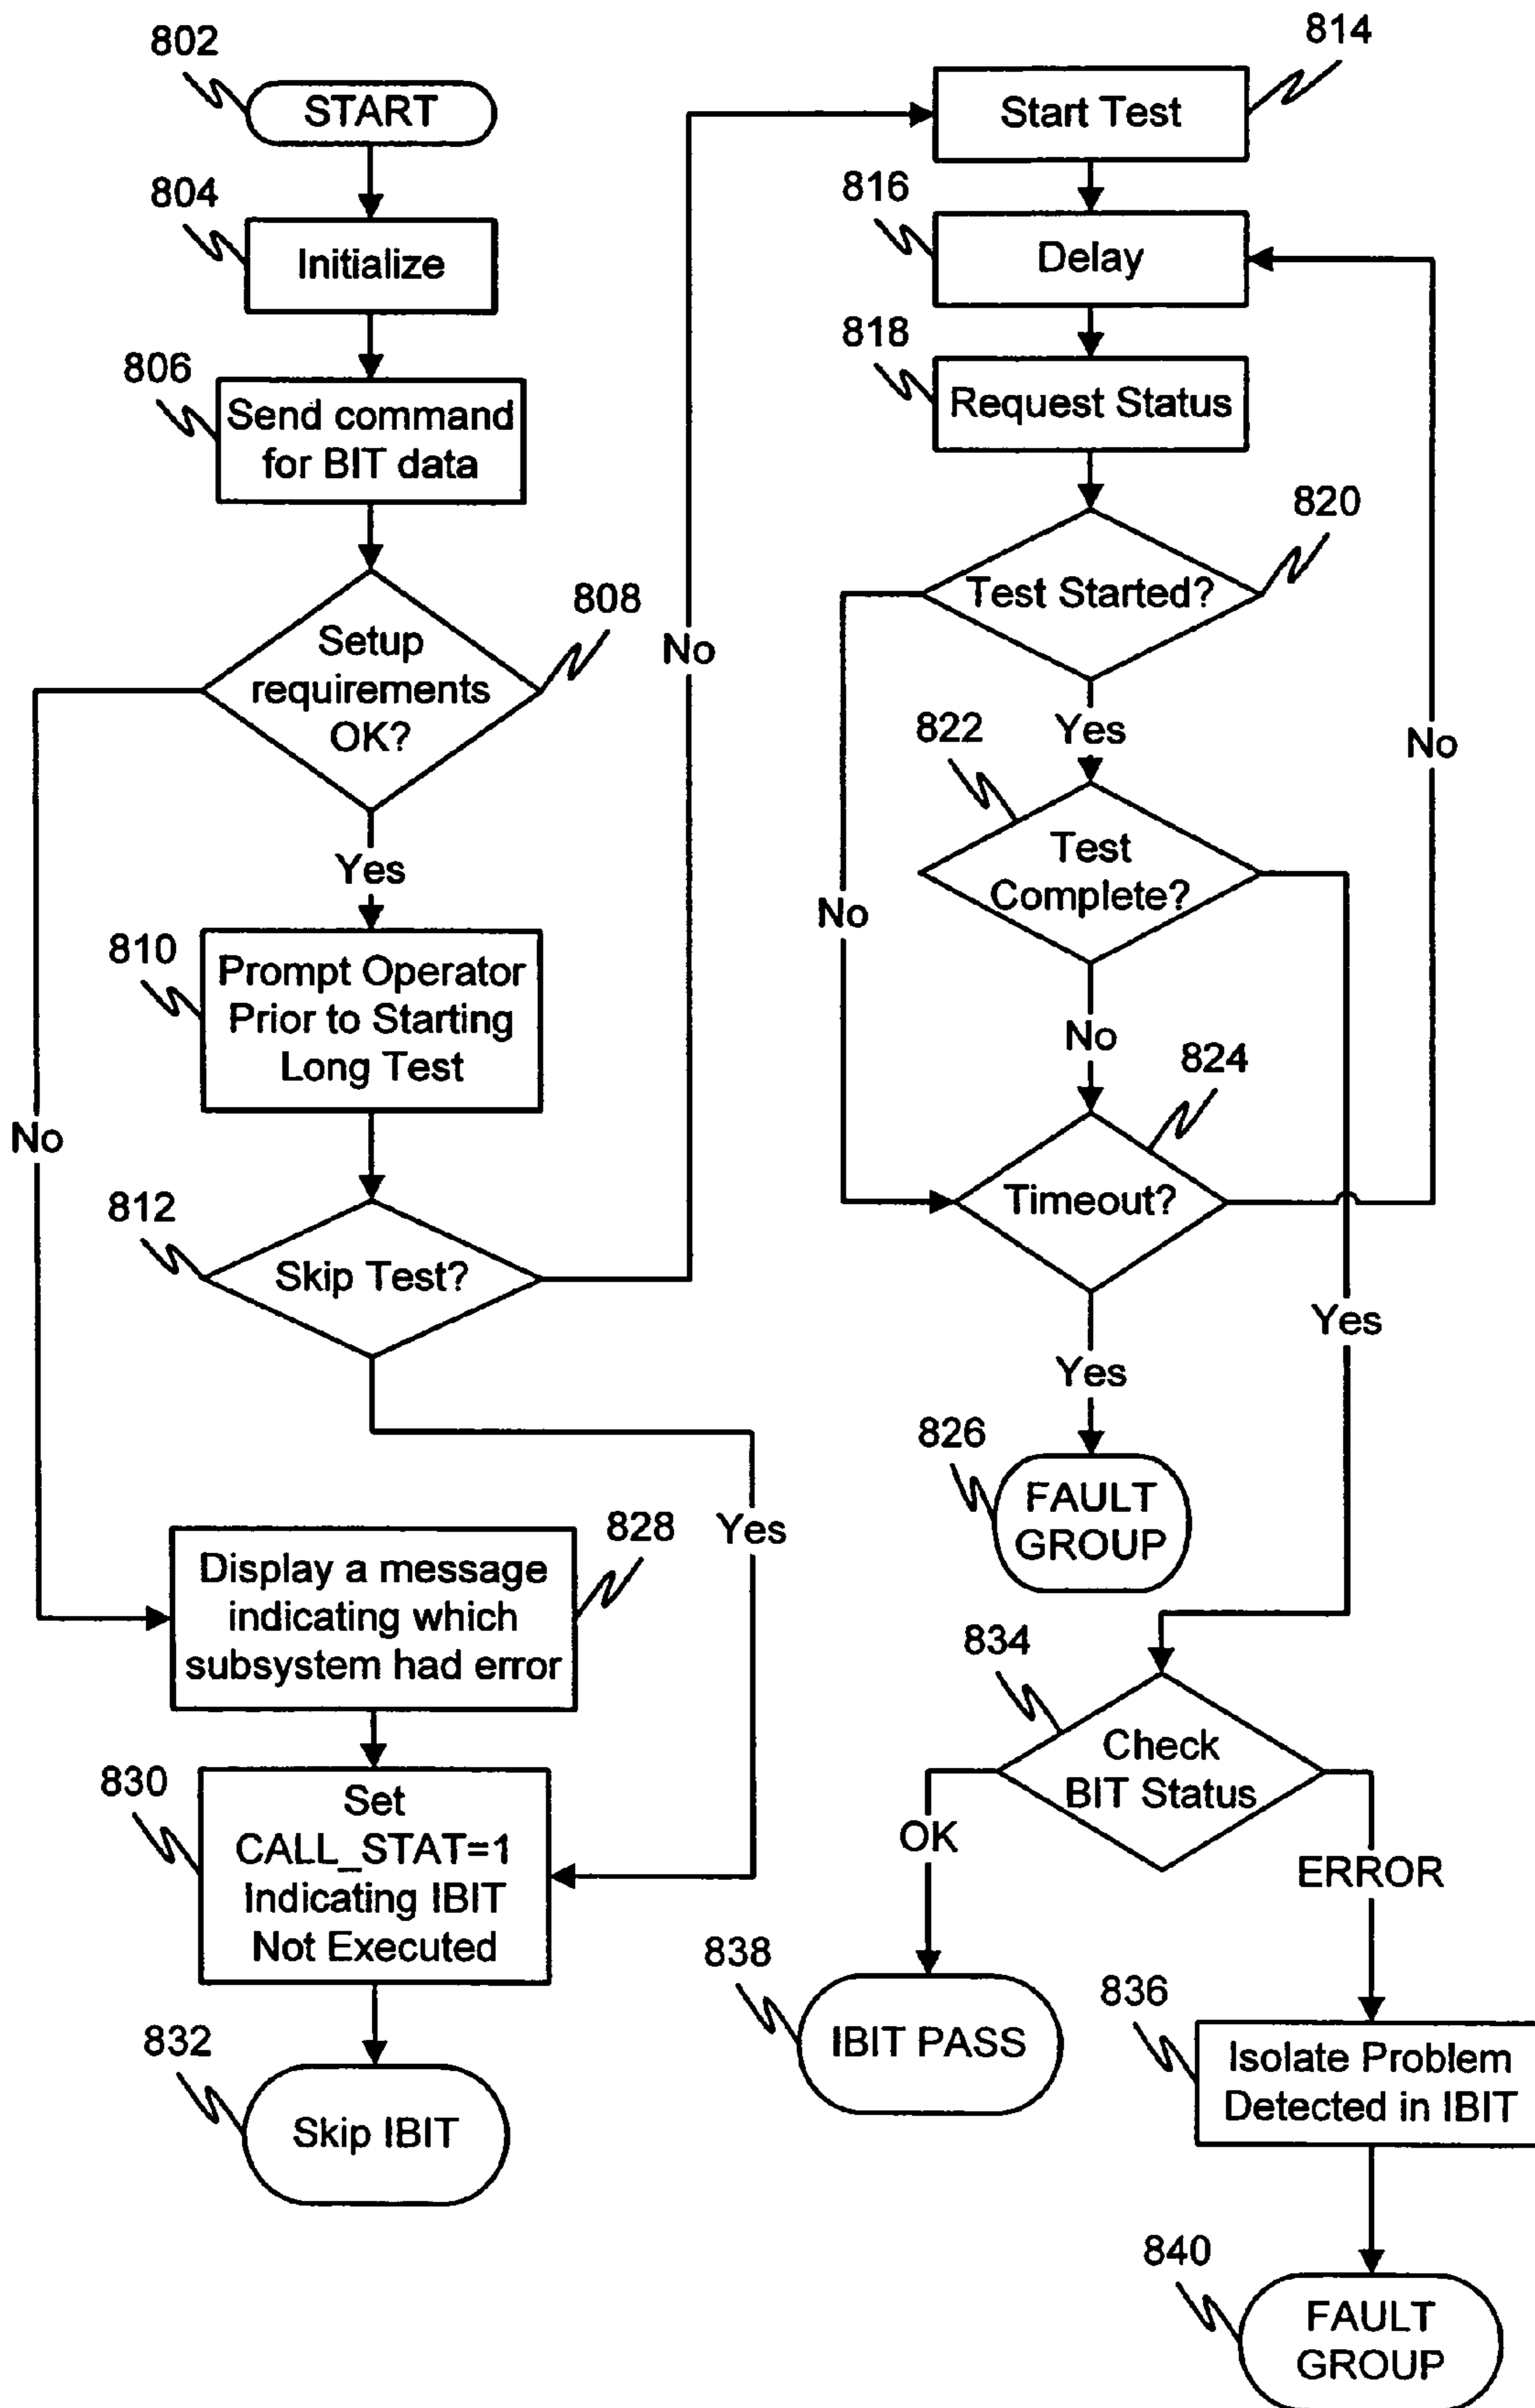 802
START
804
Initialize
806
Send command
for BIT data
808
Setup
requirements
OK?
No
Yes
810
Prompt Operator
Prior to Starting
Long Test
812
Skip Test?
No
Yes
828
Display a message
indicating which
subsystem had error
830
Set
CALL_STAT=1
Indicating IBIT
Not Executed
832
Skip IBIT
814
Start Test
816
Delay
818
Request Status
820
Test Started?
No
Yes
822
Test
Complete?
No
Yes
824
Timeout?
No
Yes
826
FAULT
GROUP
834
Check
BIT Status
OK
ERROR
838
IBIT PASS
836
Isolate Problem
Detected in IBIT
840
FAULT
GROUP